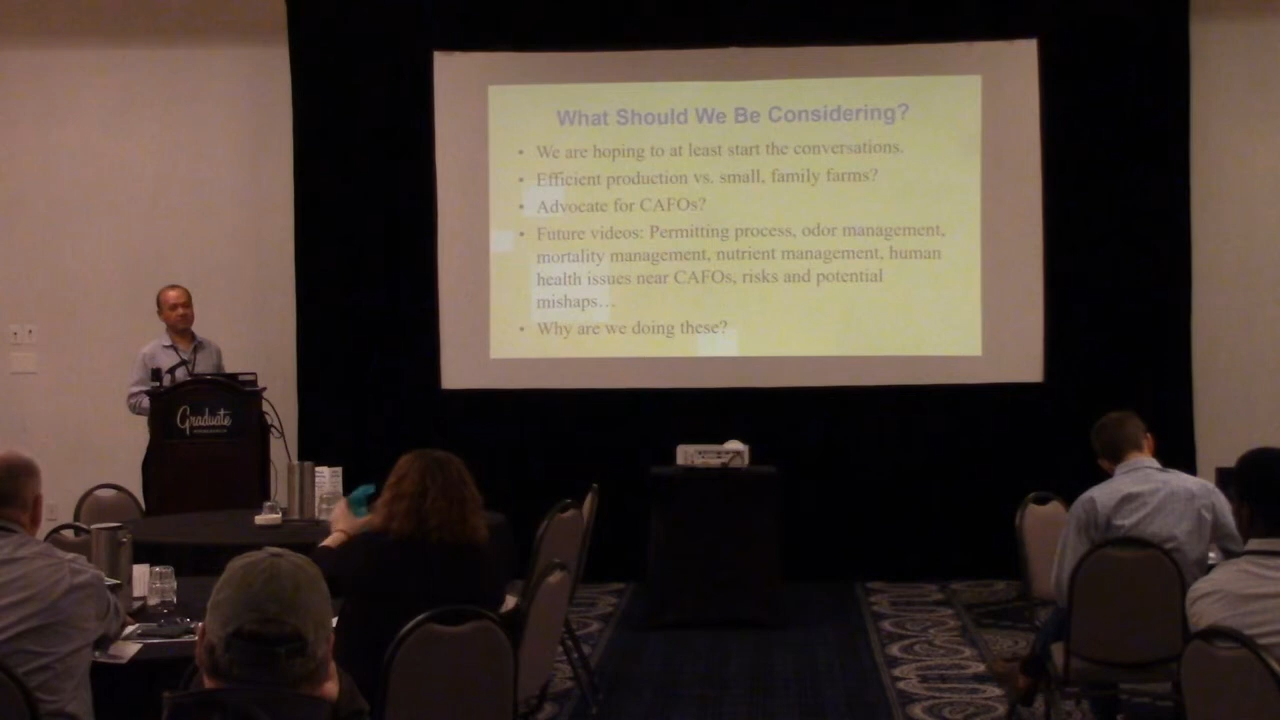 What Should We Be Considering?
• We are hoping to at least start the conversations.
• Efficient production vs. small, family farms?
• Advocate for CAFOs?
• Future videos: Permitting process, odor management,
mortality management, nutrient management, human
health issues near CAFOs, risks and potential
mishaps…
• Why are we doing these?
Graduate